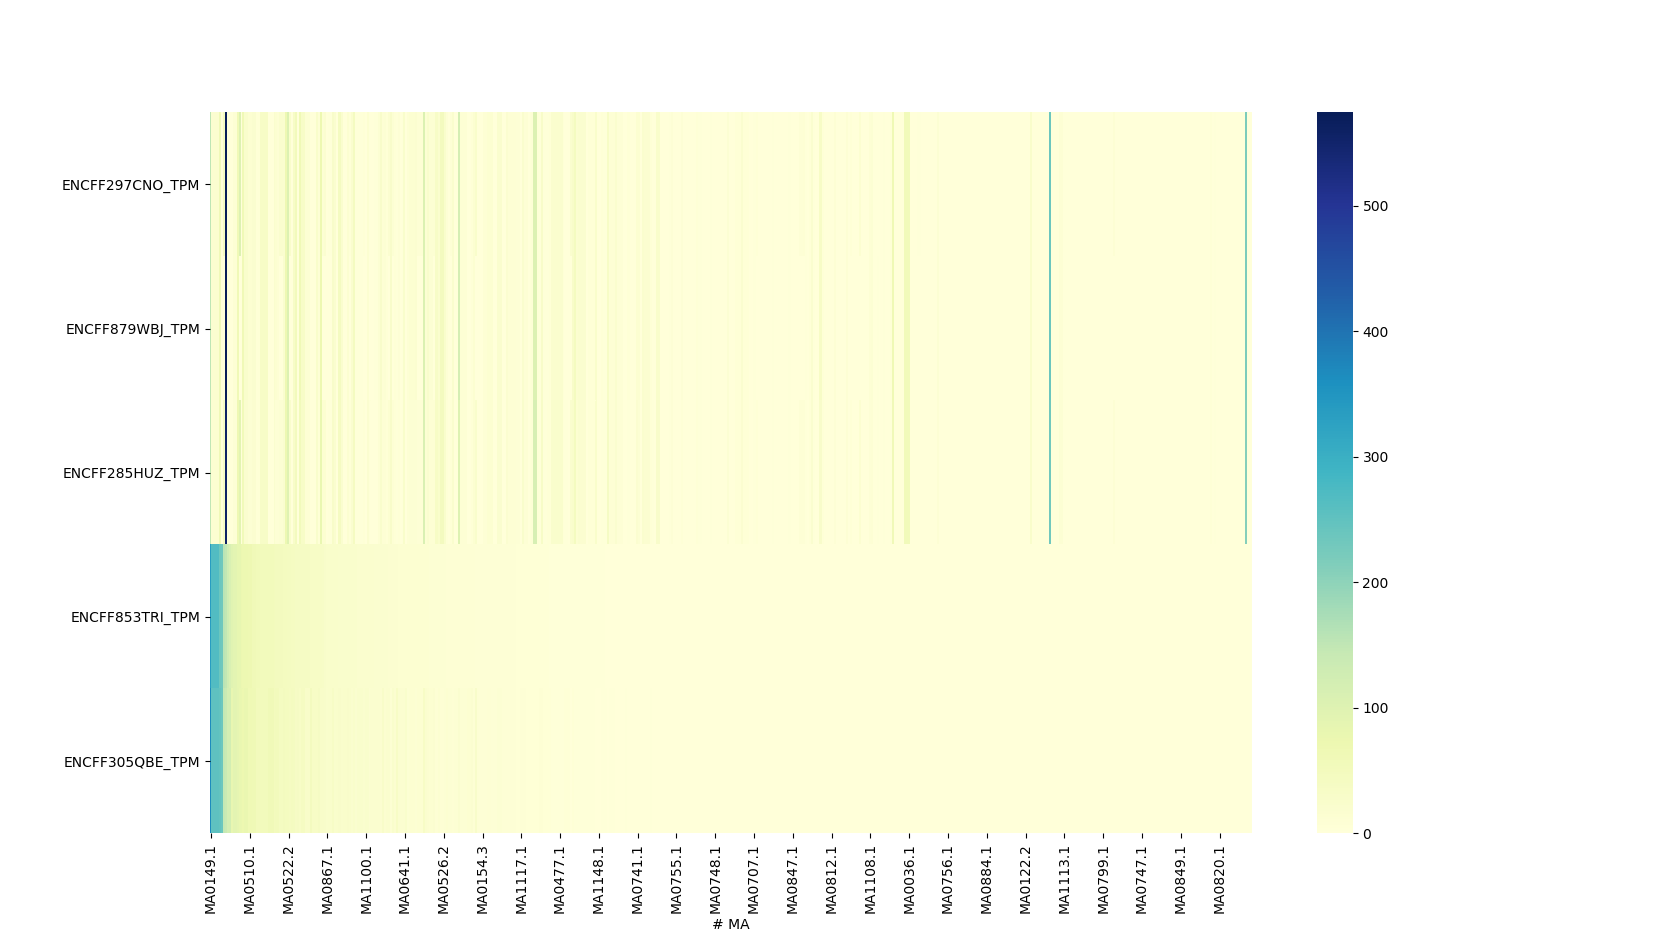 ENCFF297CNO_TPM
ENCFF879WBJ_TPM
ENCFF285HUZ_TPM
ENCFF853TRI_TPM
ENCFF305QBE_TPM
500
400
300
200
100
0
MA0149.1
MA0510.1
MA0522.2
MA0867.1
MA1100.1
MA0641.1
MA0526.2
MA0154.3
MA1117.1
MA0477.1
MA1148.1
MA0741.1
MA0755.1
MA0748.1
MA0707.1
MA0847.1
MA0812.1
MA1108.1
MA0036.1
MA0756.1
MA0884.1
MA0122.2
MA1113.1
MA0799.1
MA0747.1
MA0849.1
MA0820.1
# MA